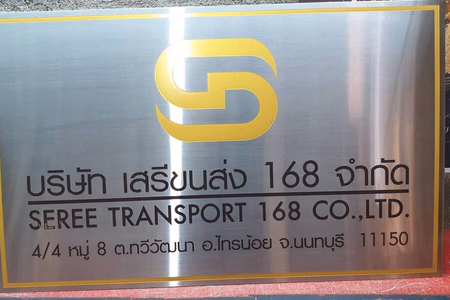 บริษัท เสรีขนส่ง 168 จำกัด
SEREE TRANSPORT 168 CO.,LTD.
4/4 หมู่ 8 ต.ทวีวัฒนา อ.ไทรน้อย จ.นนทบุรี 11150